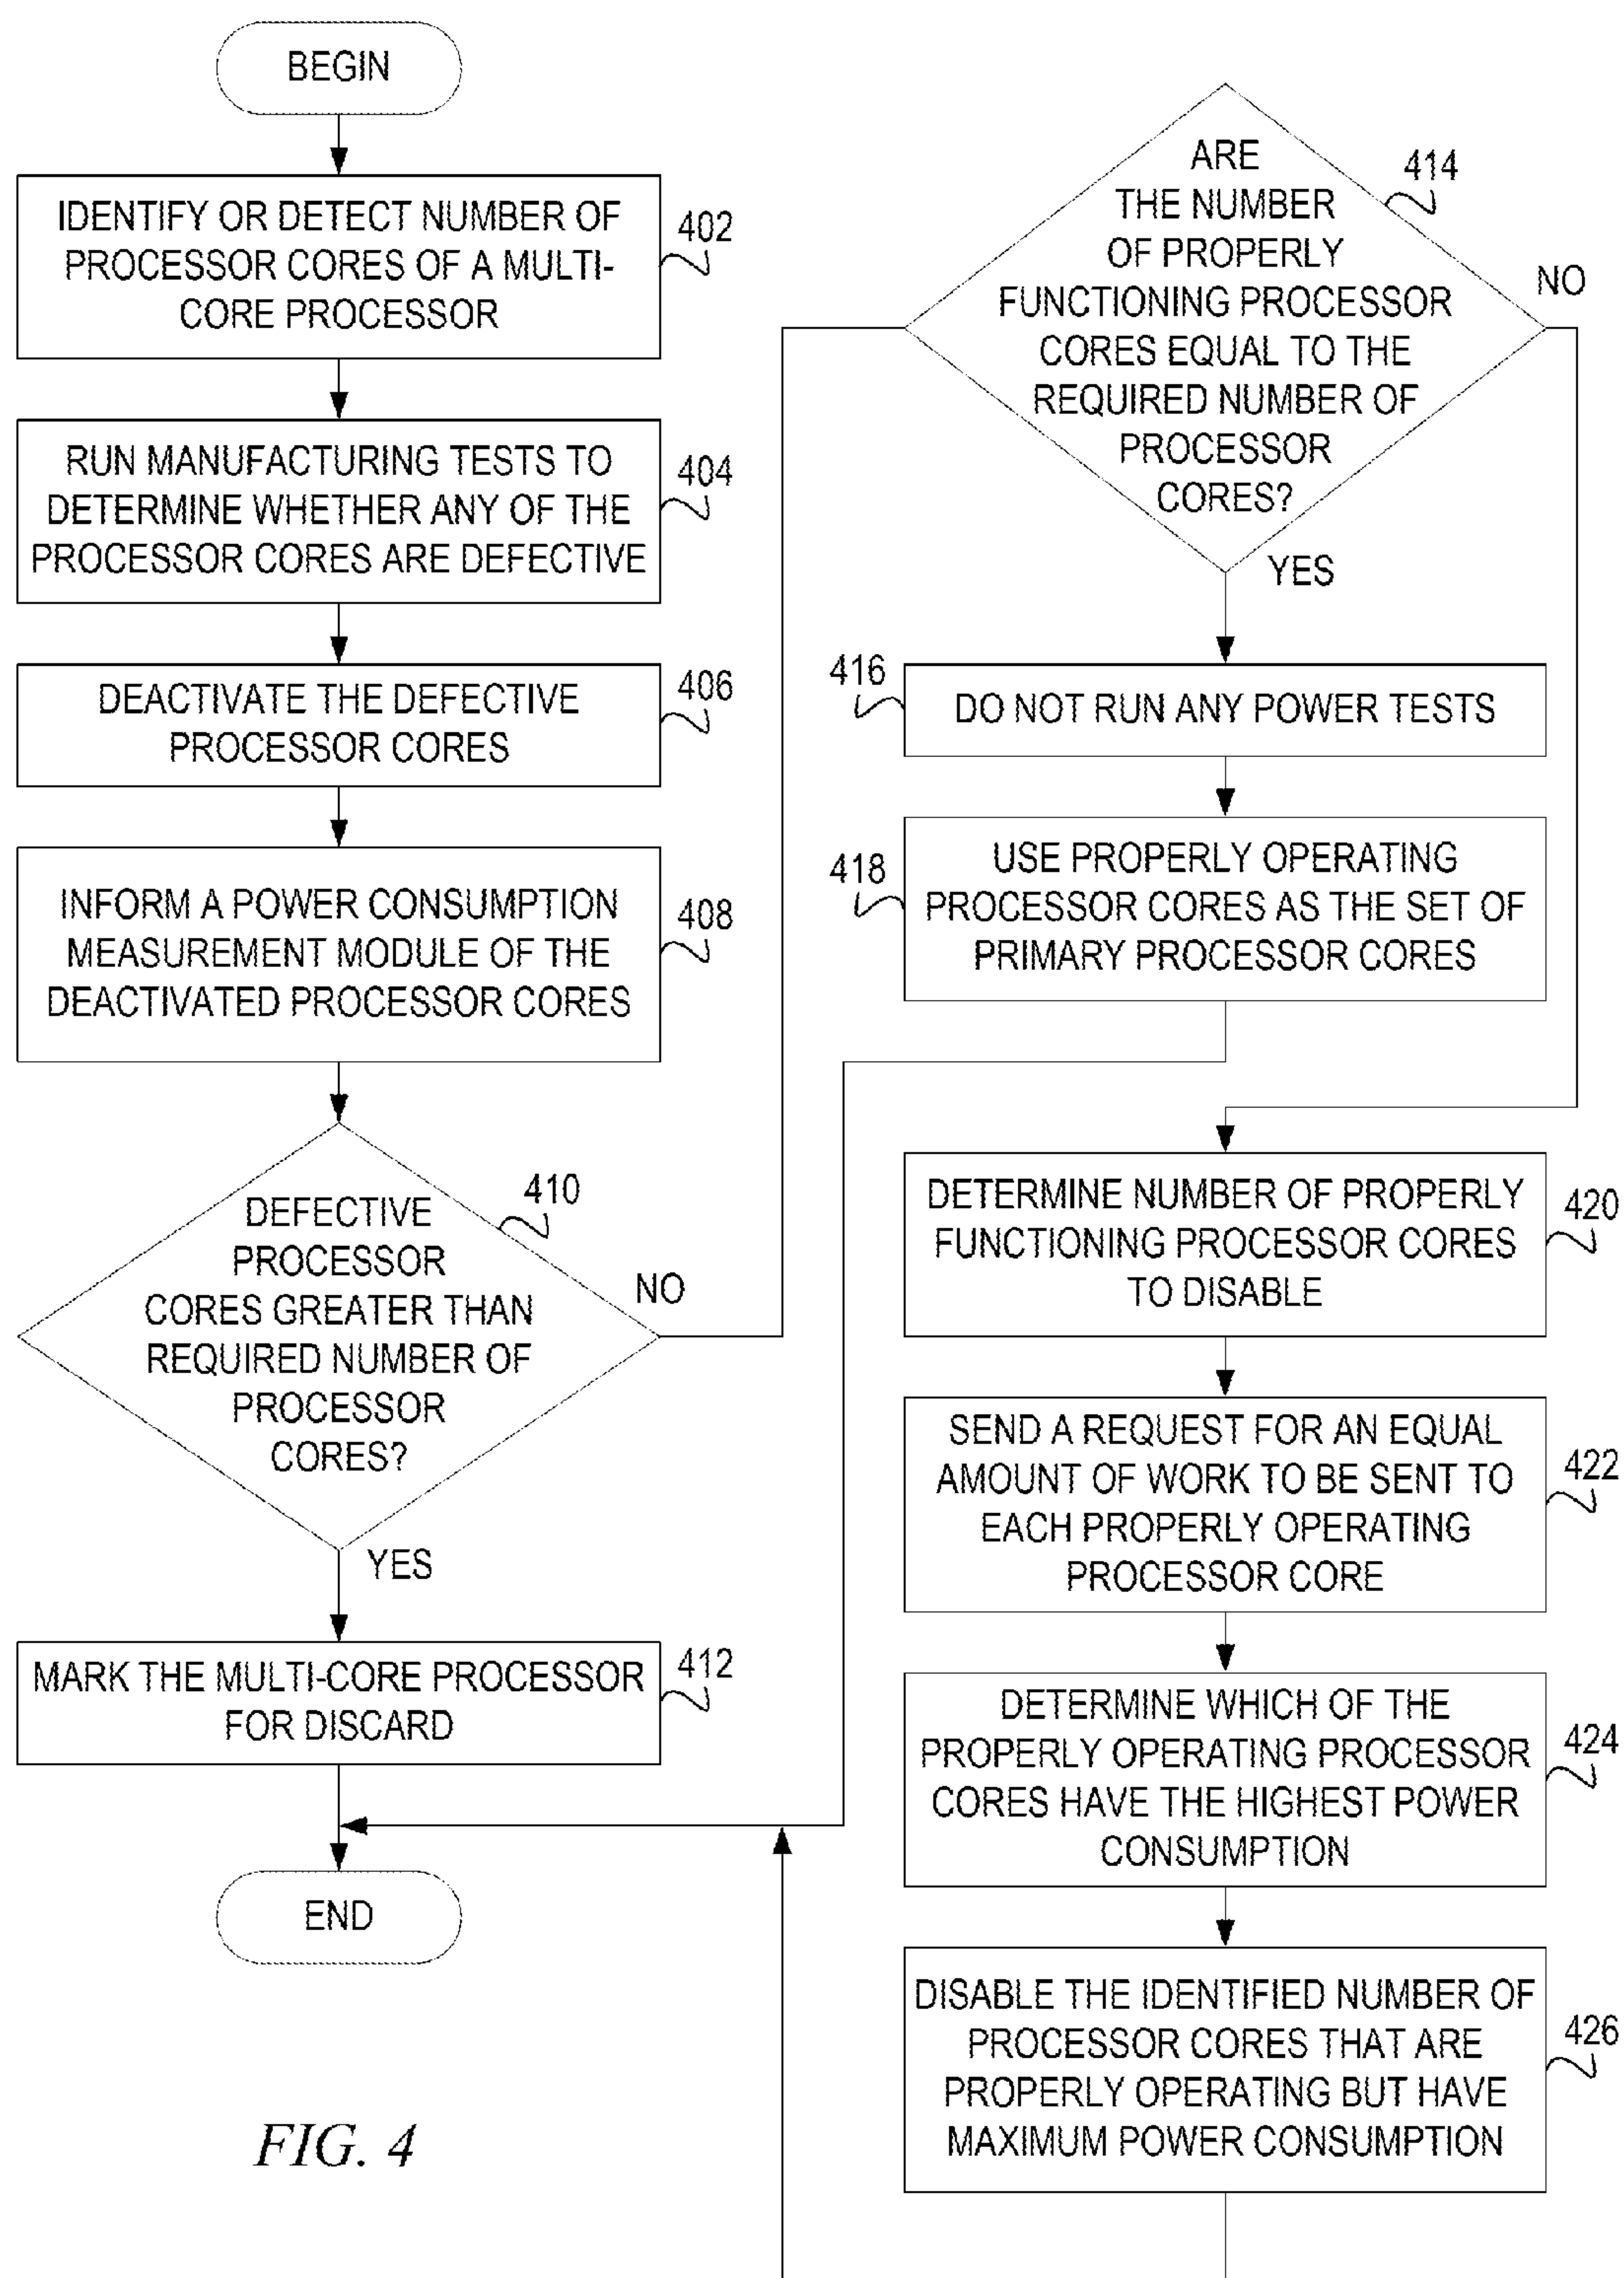 BEGIN
IDENTIFY OR DETECT NUMBER OF
PROCESSOR CORES OF A MULTI-
CORE PROCESSOR
402
RUN MANUFACTURING TESTS TO
DETERMINE WHETHER ANY OF THE
PROCESSOR CORES ARE DEFECTIVE
404
DEACTIVATE THE DEFECTIVE
PROCESSOR CORES
406
INFORM A POWER CONSUMPTION
MEASUREMENT MODULE OF THE
DEACTIVATED PROCESSOR CORES
408
DEFECTIVE
PROCESSOR
CORES GREATER THAN
REQUIRED NUMBER OF
PROCESSOR
CORES?
410
NO
YES
MARK THE MULTI-CORE PROCESSOR
FOR DISCARD
412
END
ARE
THE NUMBER
OF PROPERLY
FUNCTIONING PROCESSOR
CORES EQUAL TO THE
REQUIRED NUMBER OF
PROCESSOR
CORES?
414
NO
YES
416
DO NOT RUN ANY POWER TESTS
418
USE PROPERLY OPERATING
PROCESSOR CORES AS THE SET OF
PRIMARY PROCESSOR CORES
DETERMINE NUMBER OF PROPERLY
FUNCTIONING PROCESSOR CORES
TO DISABLE
420
SEND A REQUEST FOR AN EQUAL
AMOUNT OF WORK TO BE SENT TO
EACH PROPERLY OPERATING
PROCESSOR CORE
422
DETERMINE WHICH OF THE
PROPERLY OPERATING PROCESSOR
CORES HAVE THE HIGHEST POWER
CONSUMPTION
424
DISABLE THE IDENTIFIED NUMBER OF
PROCESSOR CORES THAT ARE
PROPERLY OPERATING BUT HAVE
MAXIMUM POWER CONSUMPTION
426
FIG. 4